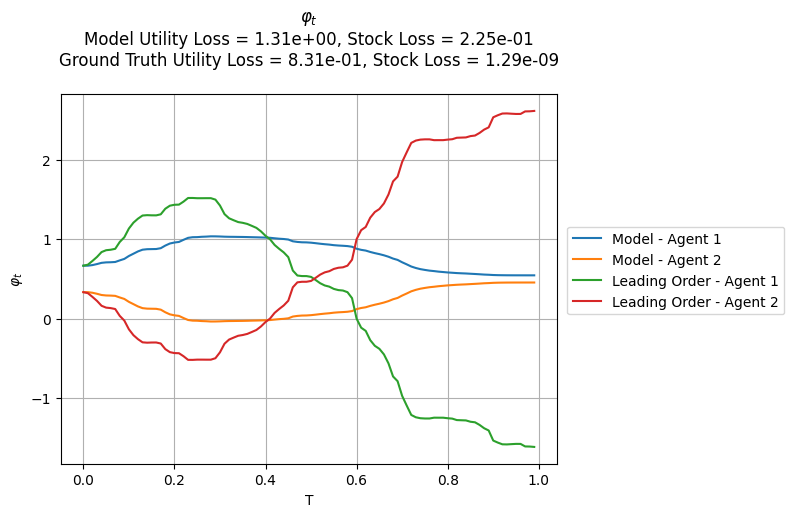 φₜ
Model Utility Loss = 1.31e+00, Stock Loss = 2.25e-01
Ground Truth Utility Loss = 8.31e-01, Stock Loss = 1.29e-09
φₜ
2
1
0
−1
0.0 0.2 0.4 0.6 0.8 1.0
T
Model - Agent 1
Model - Agent 2
Leading Order - Agent 1
Leading Order - Agent 2